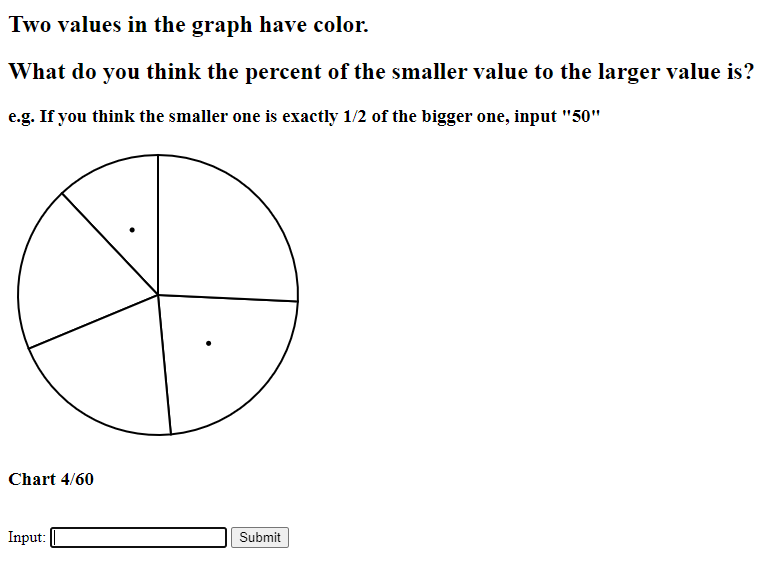 Two values in the graph have color.
What do you think the percent of the smaller value to the larger value is?
e.g. If you think the smaller one is exactly 1/2 of the bigger one, input "50"
Chart 4/60
Input:
Submit